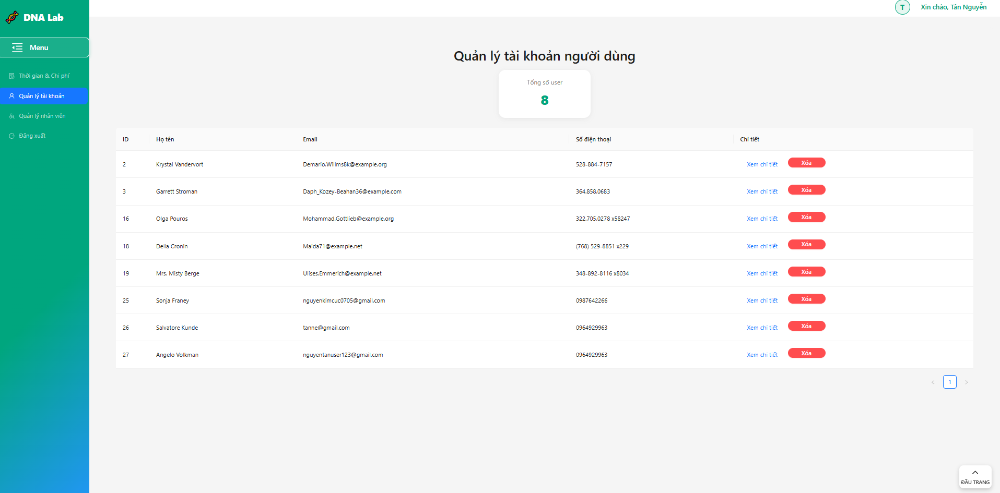 DNA Lab
T
Xin chào, Tân Nguyễn
Menu
Thời gian & Chi phí
Quản lý tài khoản
Quản lý nhân viên
Đăng xuất
Quản lý tài khoản người dùng
Tổng số user
8
ID Họ tên Email Số điện thoại Chi tiết
2 Krystal Vandervort Demario.Willms8k@example.org 528-884-7157 Xem chi tiết Xóa
3 Garrett Stroman Daph_Kozey-Beahan36@example.com 364.858.0683 Xem chi tiết Xóa
16 Olga Pouros Mohammad.Gottlieb@example.org 322.705.0278 x58247 Xem chi tiết Xóa
18 Della Cronin Maida71@example.net (768) 529-8851 x229 Xem chi tiết Xóa
19 Mrs. Misty Berge Ulises.Emmerich@example.net 348-892-8116 x8034 Xem chi tiết Xóa
25 Sonja Franey nguyenkimcuc0705@gmail.com 0987642266 Xem chi tiết Xóa
26 Salvatore Kunde tanne@gmail.com 0964929963 Xem chi tiết Xóa
27 Angelo Volkman nguyentanuser123@gmail.com 0964929963 Xem chi tiết Xóa
< 1 >
ĐẦU TRANG